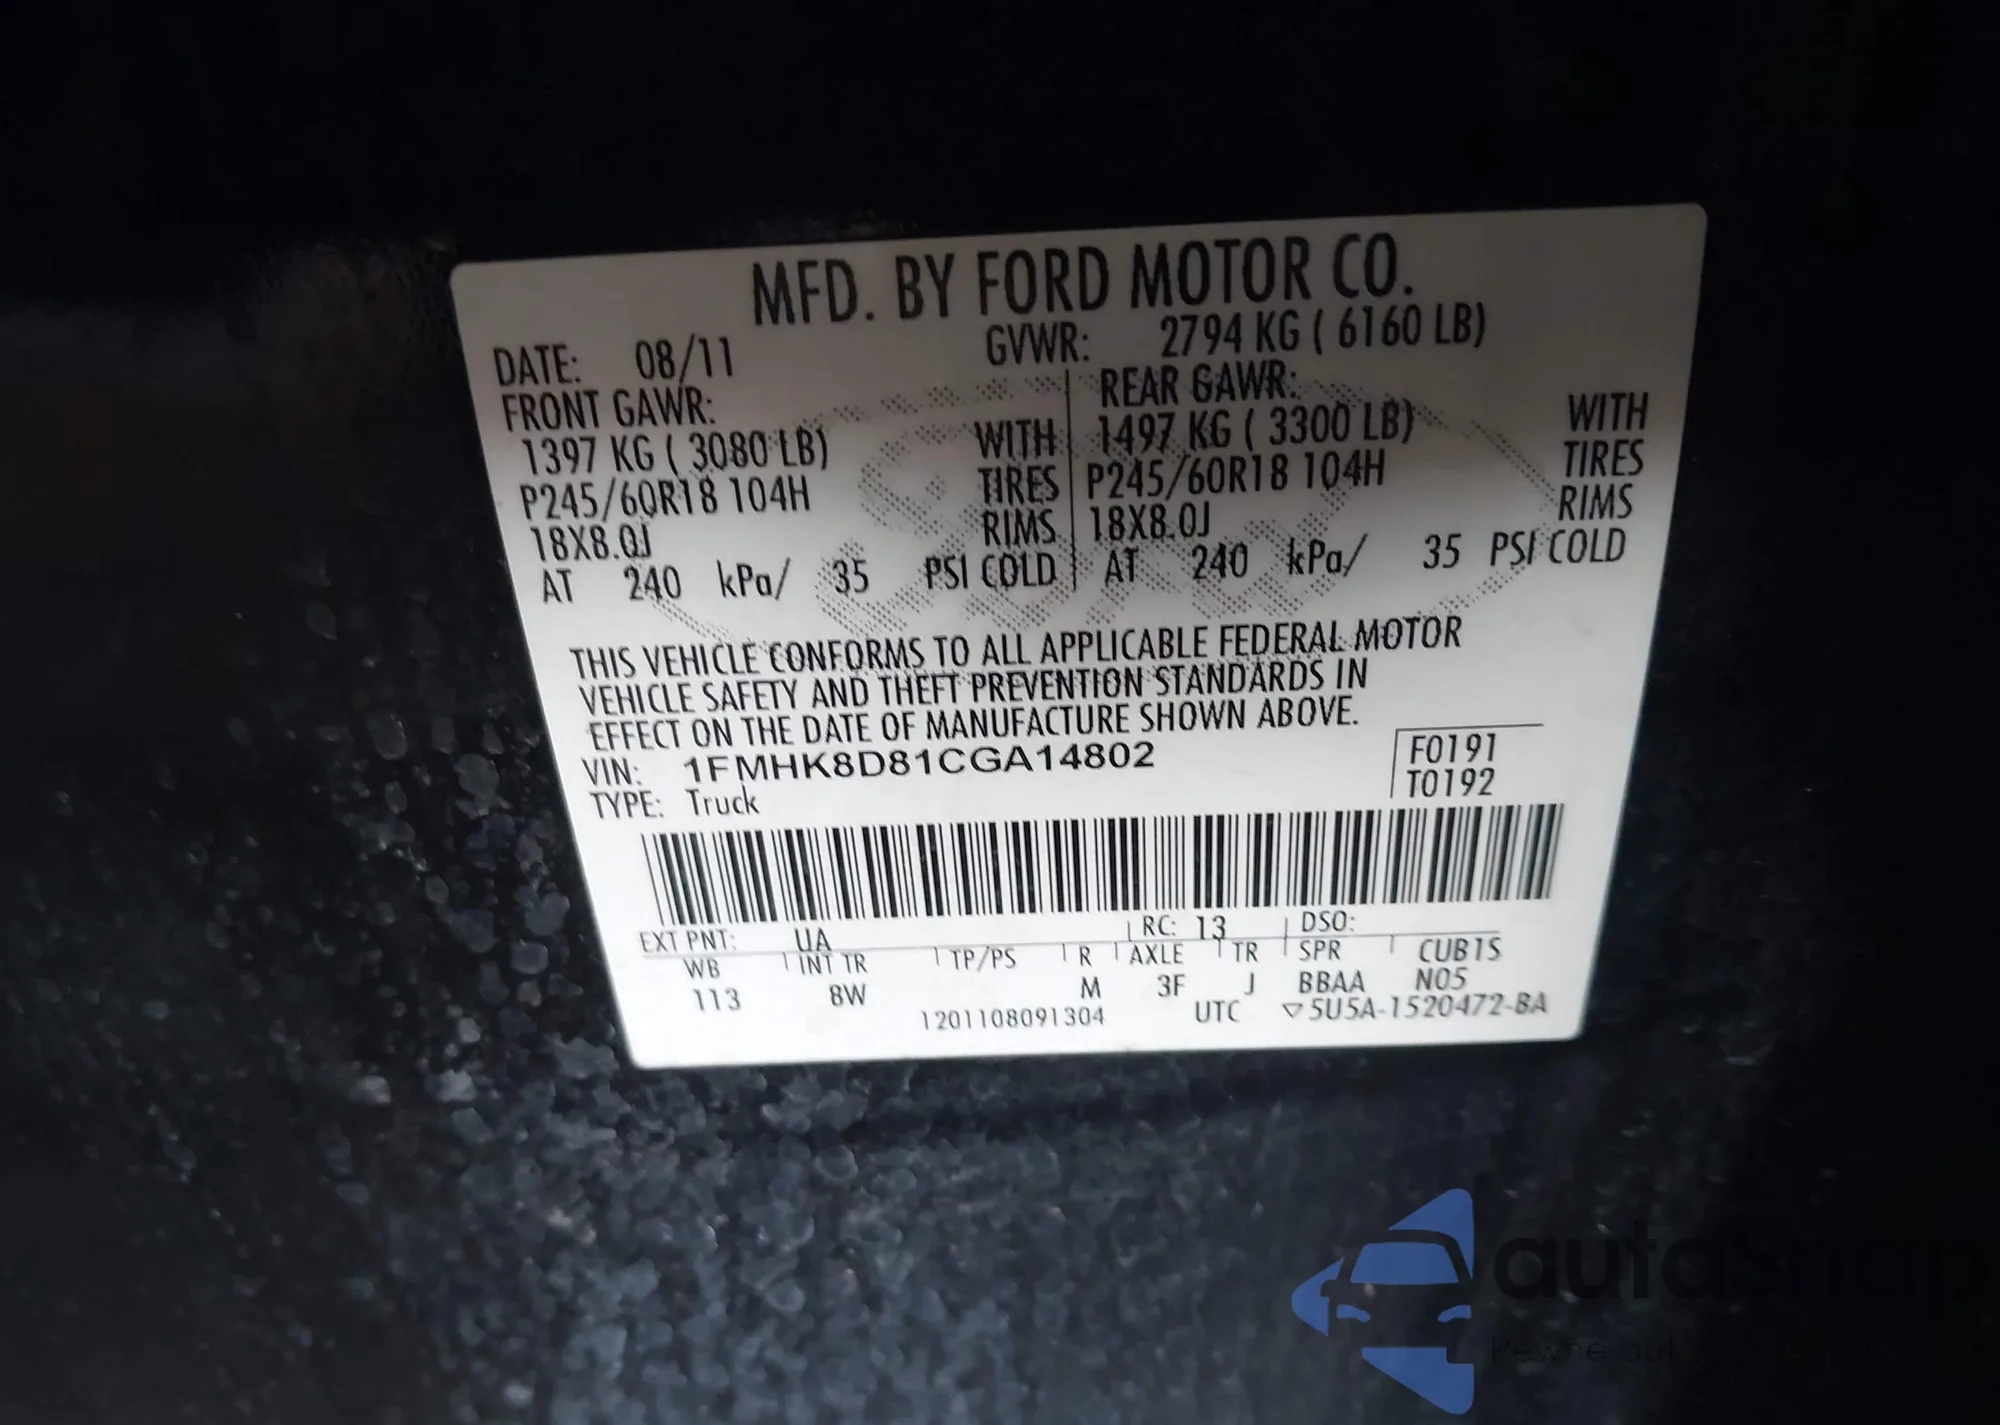 MFD. BY FORD MOTOR CO.
DATE: 08/11 GVWR: 2794 KG ( 6160 LB)
FRONT GAWR: REAR GAWR:
1397 KG ( 3080 LB) WITH 1497 KG ( 3300 LB) WITH
P245/60R18 104H TIRES P245/60R18 104H TIRES
18X8.0J RIMS 18X8.0J RIMS
AT 240 kPa/ 35 PSI COLD AT 240 kPa/ 35 PSI COLD
THIS VEHICLE CONFORMS TO ALL APPLICABLE FEDERAL MOTOR
VEHICLE SAFETY AND THEFT PREVENTION STANDARDS IN
EFFECT ON THE DATE OF MANUFACTURE SHOWN ABOVE.
VIN: 1FMHK8D81CGA14802 F0191
TYPE: Truck T0192
EXT PNT: UA RC: 13 DSO:
WB INT TR TP/PS R AXLE TR SPR CUB1S
113 8W M 3F J BBAA N05
1201108091304 UTC ▽5U5A-1520472-BA
autosnap
Pewne aut